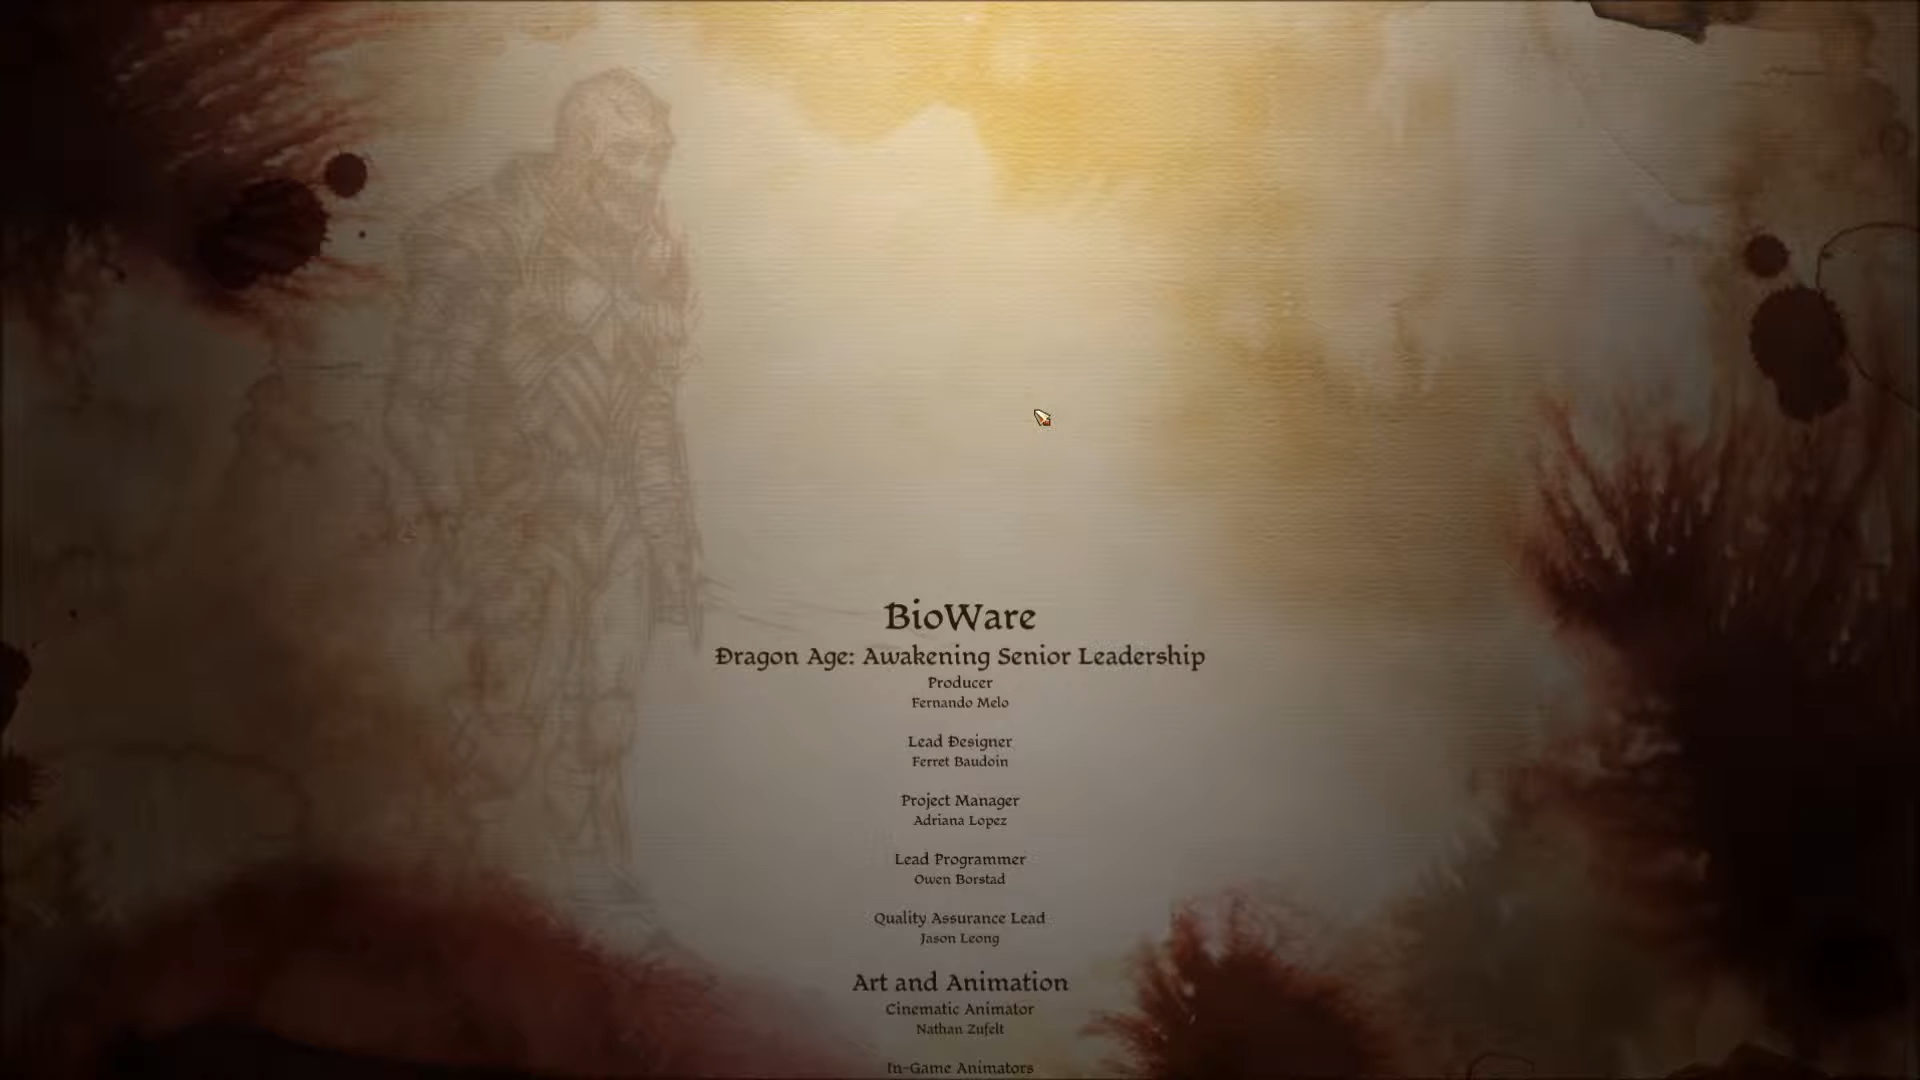 BioWare
Dragon Age: Awakening Senior Leadership
Producer
Fernando Melo
Lead Designer
Ferret Baudoin
Project Manager
Adriana Lopez
Lead Programmer
Owen Borstad
Quality Assurance Lead
Jason Leong
Art and Animation
Cinematic Animator
Nathan Zufelt
In-Game Animators